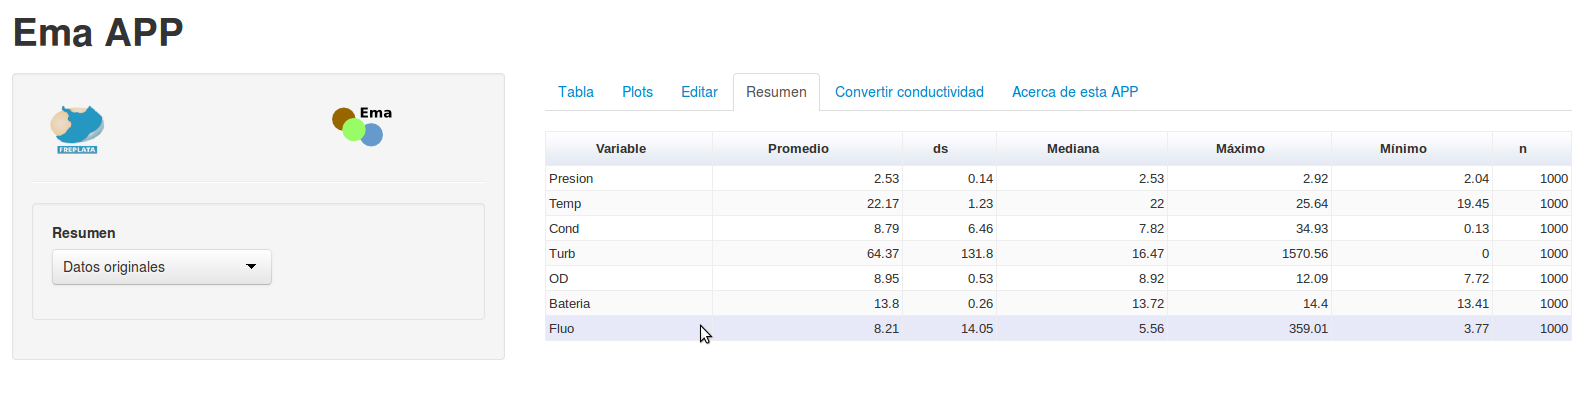 Ema APP
FREPLATA
Ema
Resumen
Datos originales
Tabla Plots Editar Resumen Convertir conductividad Acerca de esta APP
Variable Promedio ds Mediana Máximo Mínimo n
Presion 2.53 0.14 2.53 2.92 2.04 1000
Temp 22.17 1.23 22 25.64 19.45 1000
Cond 8.79 6.46 7.82 34.93 0.13 1000
Turb 64.37 131.8 16.47 1570.56 0 1000
OD 8.95 0.53 8.92 12.09 7.72 1000
Bateria 13.8 0.26 13.72 14.4 13.41 1000
Fluo 8.21 14.05 5.56 359.01 3.77 1000